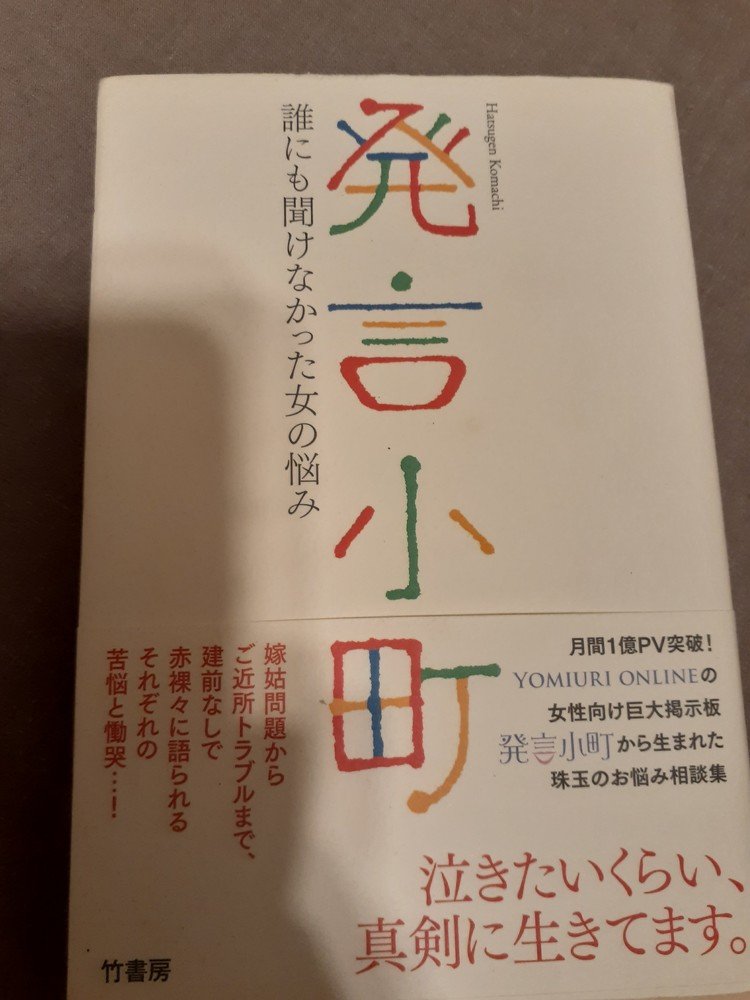 Hatsugen Komachi
発言小町
誰にも聞けなかった女の悩み
月間1億PV突破！
YOMIURI ONLINEの
女性向け巨大掲示板
発言小町から生まれた
珠玉のお悩み相談集
嫁姑問題から
ご近所トラブルまで、
建前なしで
赤裸々に語られる
それぞれの
苦悩と慟哭…！
泣きたいくらい、
真剣に生きてます。
竹書房